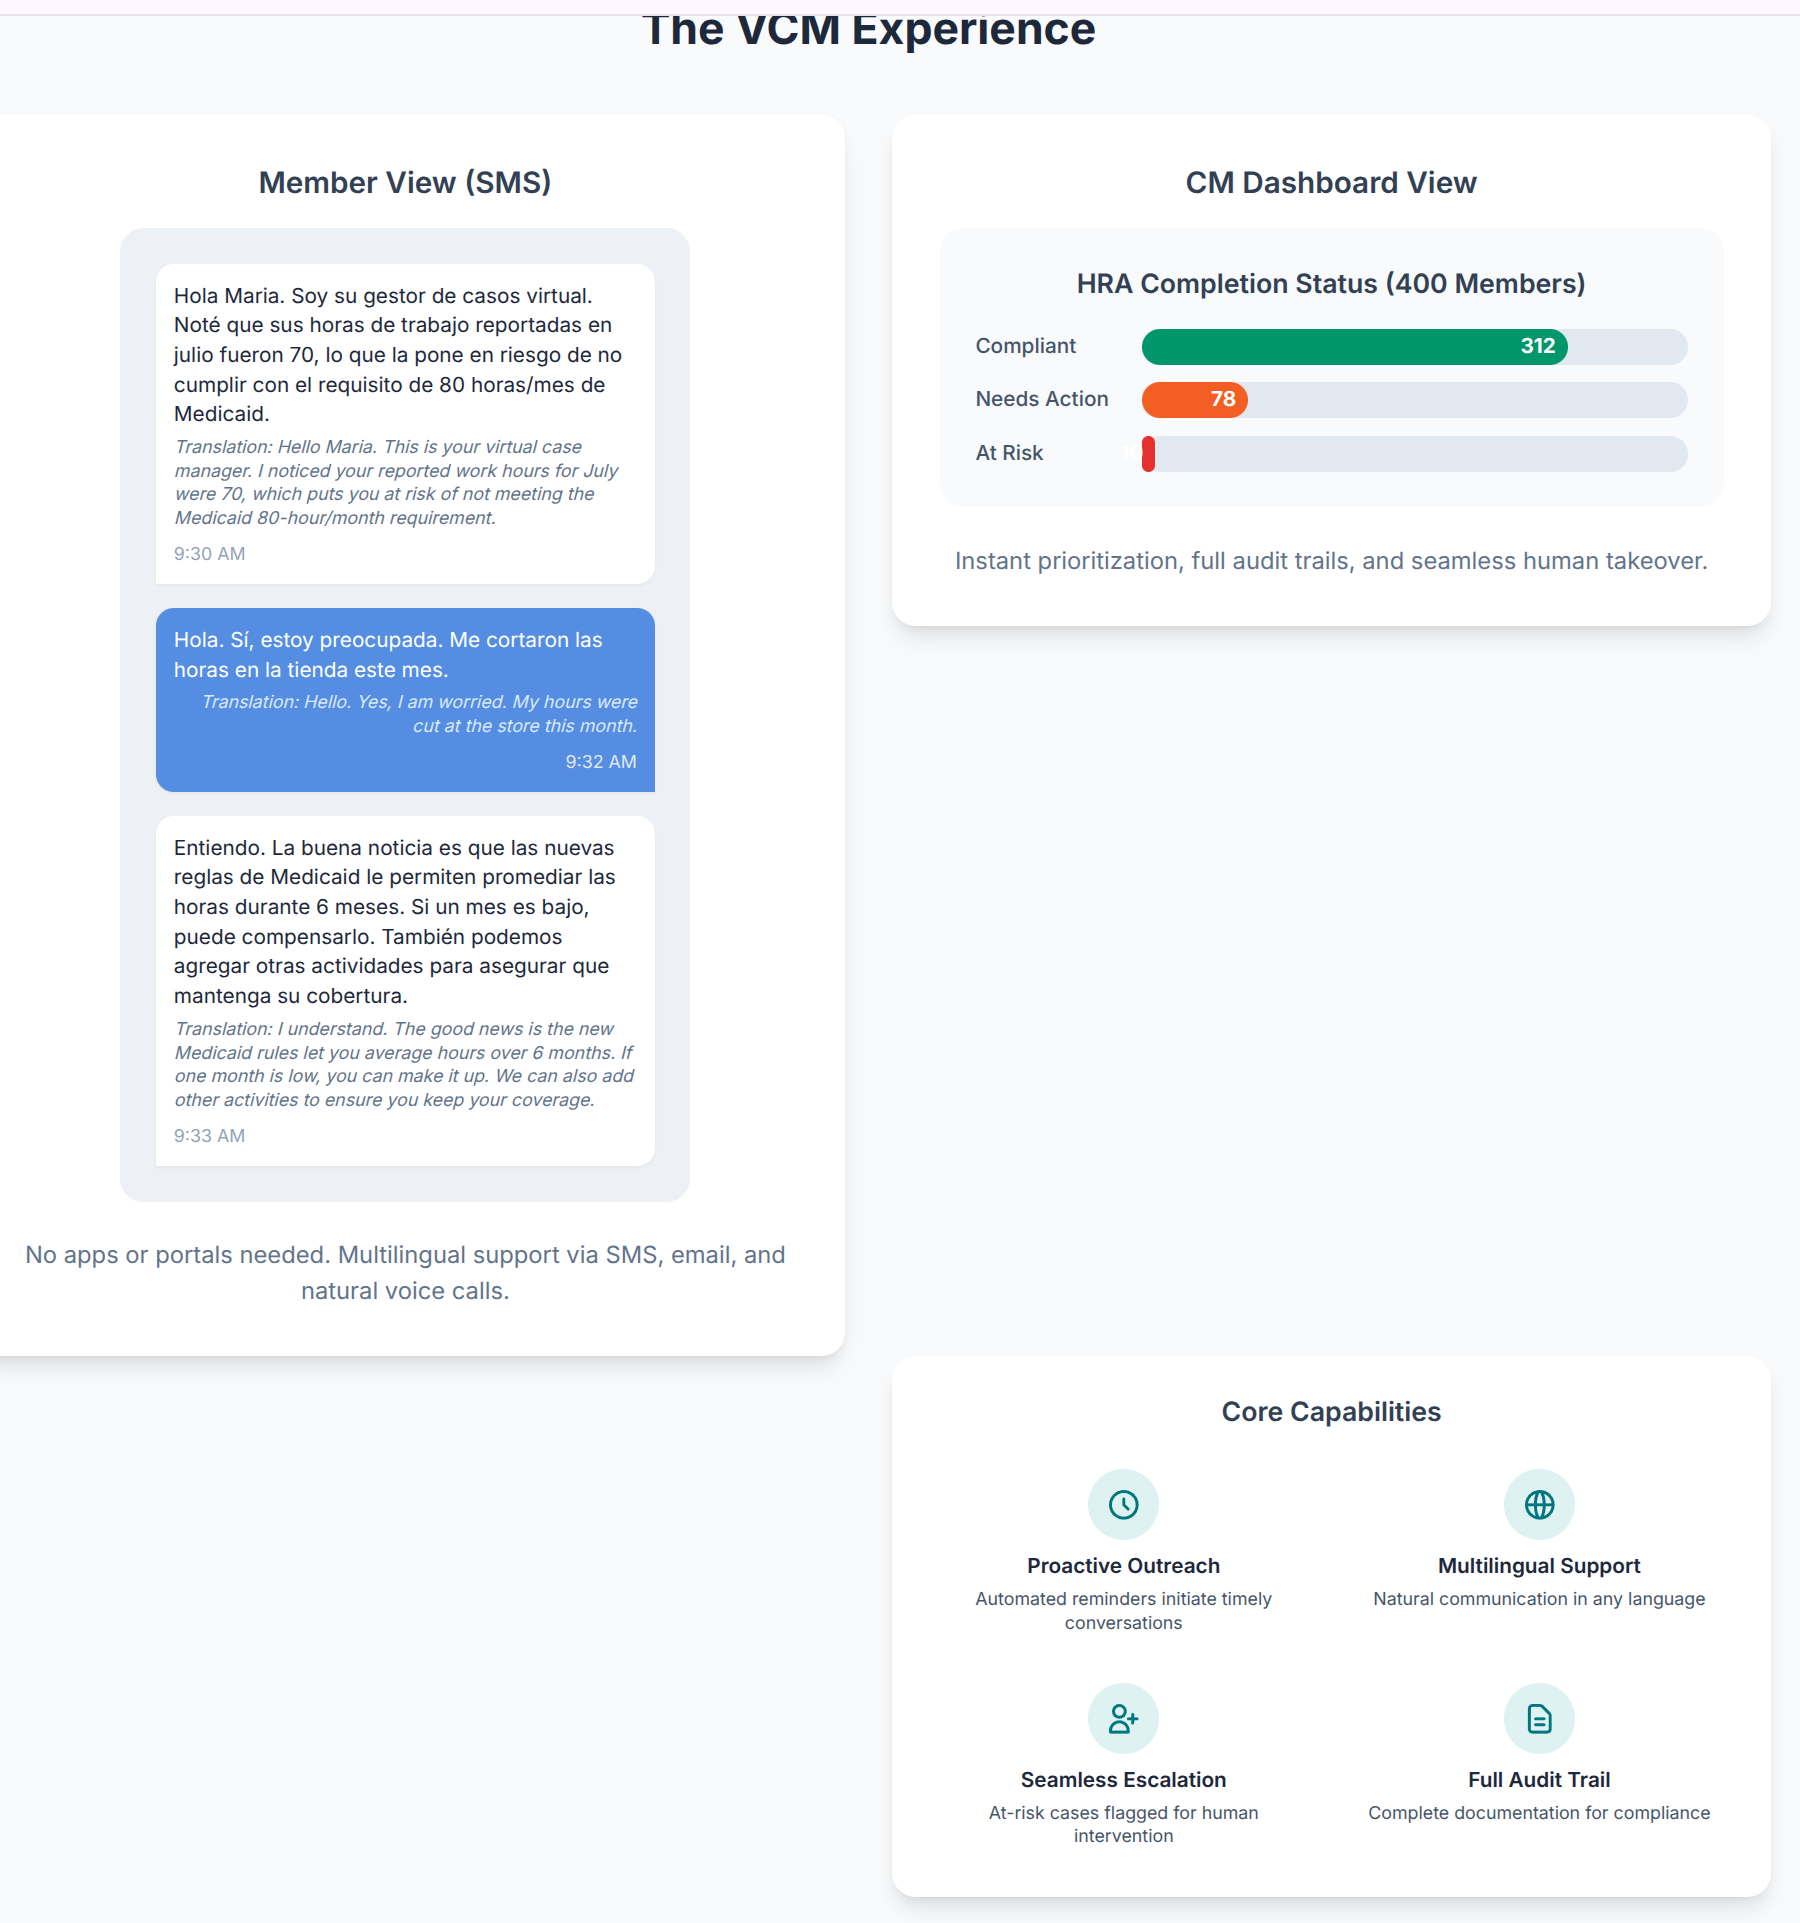 The VCM Experience
Member View (SMS)
Hola Maria. Soy su gestor de casos virtual.
Noté que sus horas de trabajo reportadas en
julio fueron 70, lo que la pone en riesgo de no
cumplir con el requisito de 80 horas/mes de
Medicaid.
Translation: Hello Maria. This is your virtual case
manager. I noticed your reported work hours for July
were 70, which puts you at risk of not meeting the
Medicaid 80-hour/month requirement.
9:30 AM
Hola. Sí, estoy preocupada. Me cortaron las
horas en la tienda este mes.
Translation: Hello. Yes, I am worried. My hours were
cut at the store this month.
9:32 AM
Entiendo. La buena noticia es que las nuevas
reglas de Medicaid le permiten promediar las
horas durante 6 meses. Si un mes es bajo,
puede compensarlo. También podemos
agregar otras actividades para asegurar que
mantenga su cobertura.
Translation: I understand. The good news is the new
Medicaid rules let you average hours over 6 months. If
one month is low, you can make it up. We can also add
other activities to ensure you keep your coverage.
9:33 AM
No apps or portals needed. Multilingual support via SMS, email, and
natural voice calls.
CM Dashboard View
HRA Completion Status (400 Members)
Compliant 312
Needs Action 78
At Risk 10
Instant prioritization, full audit trails, and seamless human takeover.
Core Capabilities
Proactive Outreach
Automated reminders initiate timely
conversations
Multilingual Support
Natural communication in any language
Seamless Escalation
At-risk cases flagged for human
intervention
Full Audit Trail
Complete documentation for compliance